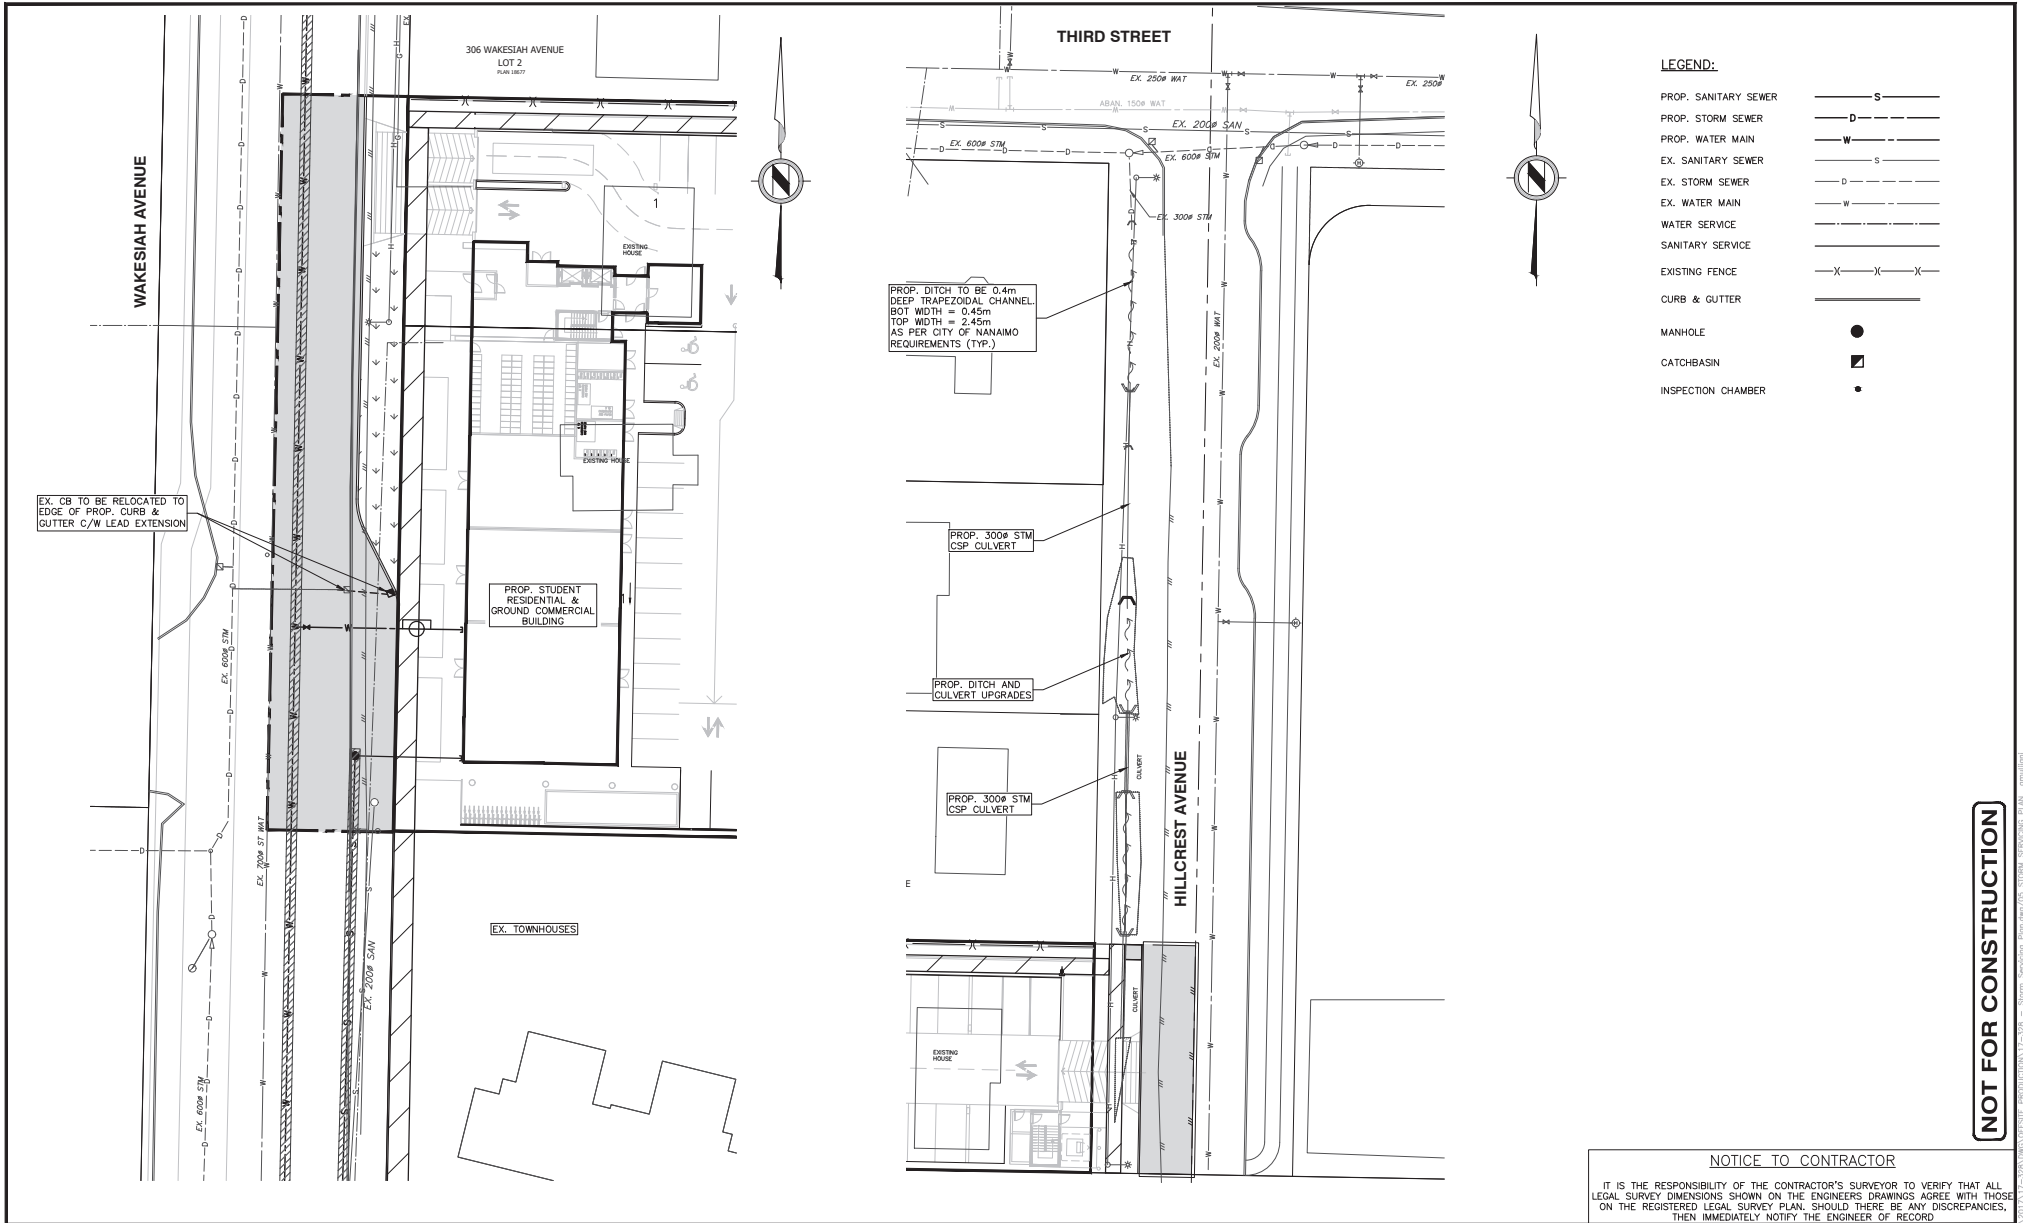 306 WAKESIAH AVENUE
LOT 2
PLAN 18677
WAKESIAH AVENUE
EXISTING
HOUSE
EXISTING HOUSE
EX. CB TO BE RELOCATED TO
EDGE OF PROP. CURB &
GUTTER C/W LEAD EXTENSION
PROP. STUDENT
RESIDENTIAL &
GROUND COMMERCIAL
BUILDING
EX. 600ø STM
EX. 700ø ST WAT
EX. 200ø SAN
EX. 600ø STM
EX. TOWNHOUSES
THIRD STREET
EX. 250ø WAT
EX. 250ø
ABAN. 150ø WAT
EX. 200ø SAN
EX. 600ø STM
EX. 600ø STM
EX. 300ø STM
PROP. DITCH TO BE 0.4m
DEEP TRAPEZOIDAL CHANNEL.
BOT WIDTH = 0.45m
TOP WIDTH = 2.45m
AS PER CITY OF NANAIMO
REQUIREMENTS (TYP.)
EX. 200ø WAT
PROP. 300ø STM
CSP CULVERT
PROP. DITCH AND
CULVERT UPGRADES
CULVERT
PROP. 300ø STM
CSP CULVERT
HILLCREST AVENUE
CULVERT
EXISTING
HOUSE
LEGEND:
PROP. SANITARY SEWER S
PROP. STORM SEWER D
PROP. WATER MAIN W
EX. SANITARY SEWER S
EX. STORM SEWER D
EX. WATER MAIN W
WATER SERVICE
SANITARY SERVICE
EXISTING FENCE
CURB & GUTTER
MANHOLE
CATCHBASIN
INSPECTION CHAMBER
NOT FOR CONSTRUCTION
NOTICE TO CONTRACTOR
IT IS THE RESPONSIBILITY OF THE CONTRACTOR'S SURVEYOR TO VERIFY THAT ALL
LEGAL SURVEY DIMENSIONS SHOWN ON THE ENGINEERS DRAWINGS AGREE WITH THOSE
ON THE REGISTERED LEGAL SURVEY PLAN. SHOULD THERE BE ANY DISCREPANCIES,
THEN IMMEDIATELY NOTIFY THE ENGINEER OF RECORD